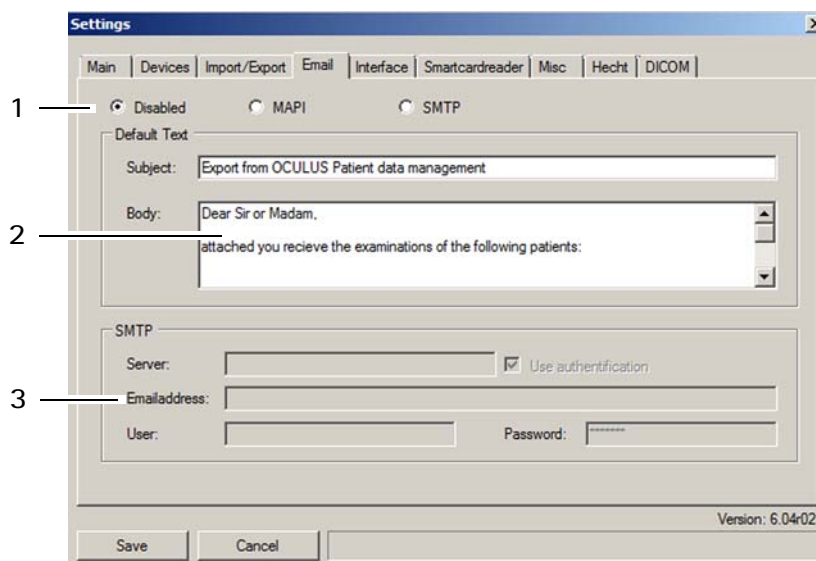 Settings
Main Devices Import/Export Email Interface Smartcardreader Misc Hecht DICOM
1 Disabled MAPI SMTP
Default Text
Subject: Export from OCULUS Patient data management
Body: Dear Sir or Madam,
2 attached you recieve the examinations of the following patients:
SMTP
Server: Use authentification
3 Emailaddress:
User: Password: *******
Version: 6.04r02
Save Cancel